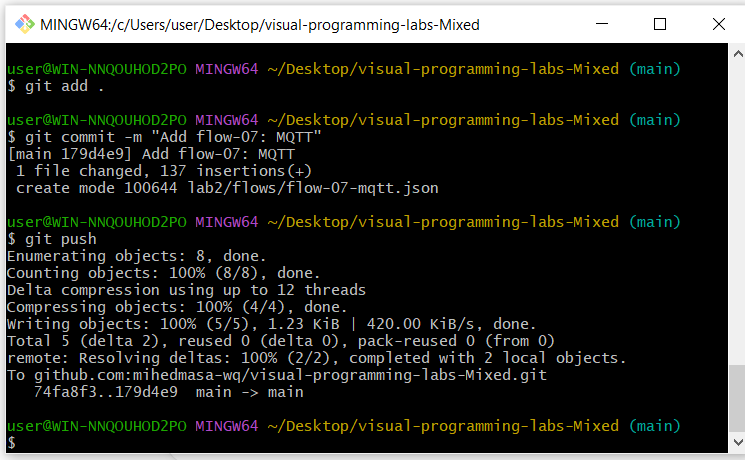 MINGW64:/c/Users/user/Desktop/visual-programming-labs-Mixed
user@WIN-NNQOUHOD2PO MINGW64 ~/Desktop/visual-programming-labs-Mixed (main)
$ git add .
user@WIN-NNQOUHOD2PO MINGW64 ~/Desktop/visual-programming-labs-Mixed (main)
$ git commit -m "Add flow-07: MQTT"
[main 179d4e9] Add flow-07: MQTT
 1 file changed, 137 insertions(+)
 create mode 100644 lab2/flows/flow-07-mqtt.json
user@WIN-NNQOUHOD2PO MINGW64 ~/Desktop/visual-programming-labs-Mixed (main)
$ git push
Enumerating objects: 8, done.
Counting objects: 100% (8/8), done.
Delta compression using up to 12 threads
Compressing objects: 100% (4/4), done.
Writing objects: 100% (5/5), 1.23 KiB | 420.00 KiB/s, done.
Total 5 (delta 2), reused 0 (delta 0), pack-reused 0 (from 0)
remote: Resolving deltas: 100% (2/2), completed with 2 local objects.
To github.com:mihedmasa-wq/visual-programming-labs-Mixed.git
   74fa8f3..179d4e9  main -> main
user@WIN-NNQOUHOD2PO MINGW64 ~/Desktop/visual-programming-labs-Mixed (main)
$